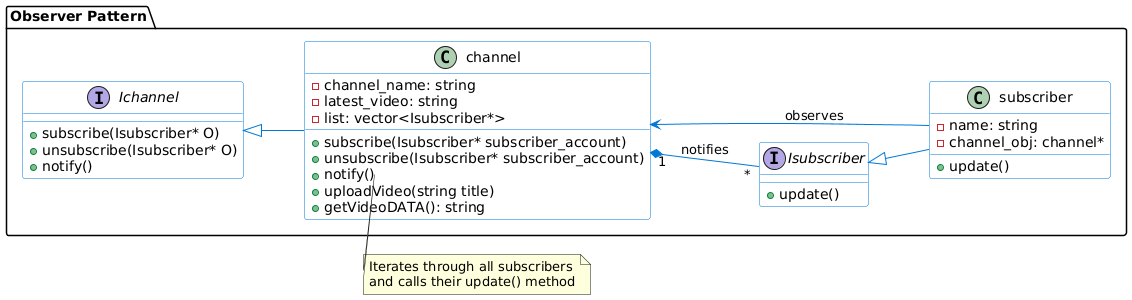 Observer Pattern
I Ichannel
subscribe(Isubscriber* O)
unsubscribe(Isubscriber* O)
notify()
C channel
channel_name: string
latest_video: string
list: vector<Isubscriber*>
subscribe(Isubscriber* subscriber_account)
unsubscribe(Isubscriber* subscriber_account)
notify()
uploadVideo(string title)
getVideoDATA(): string
observes
notifies
1
*
I Isubscriber
update()
C subscriber
name: string
channel_obj: channel*
update()
Iterates through all subscribers
and calls their update() method